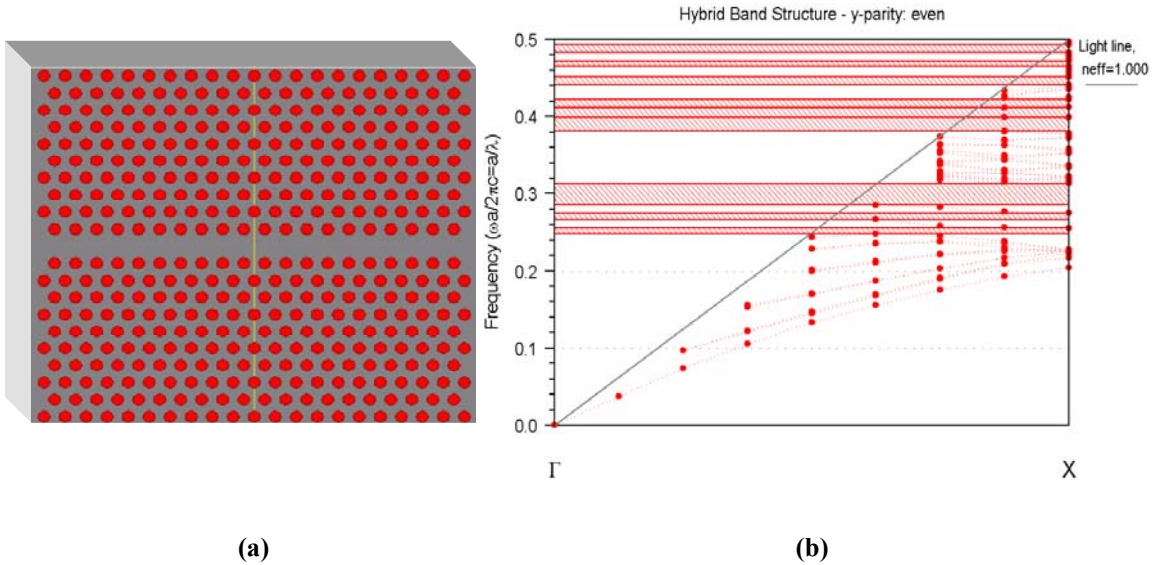 Hybrid Band Structure - y-parity: even
Frequency (ωa/2πc=a/λ)
0.5
0.4
0.3
0.2
0.1
0.0
Γ
X
Light line,
neff=1.000
(a)
(b)